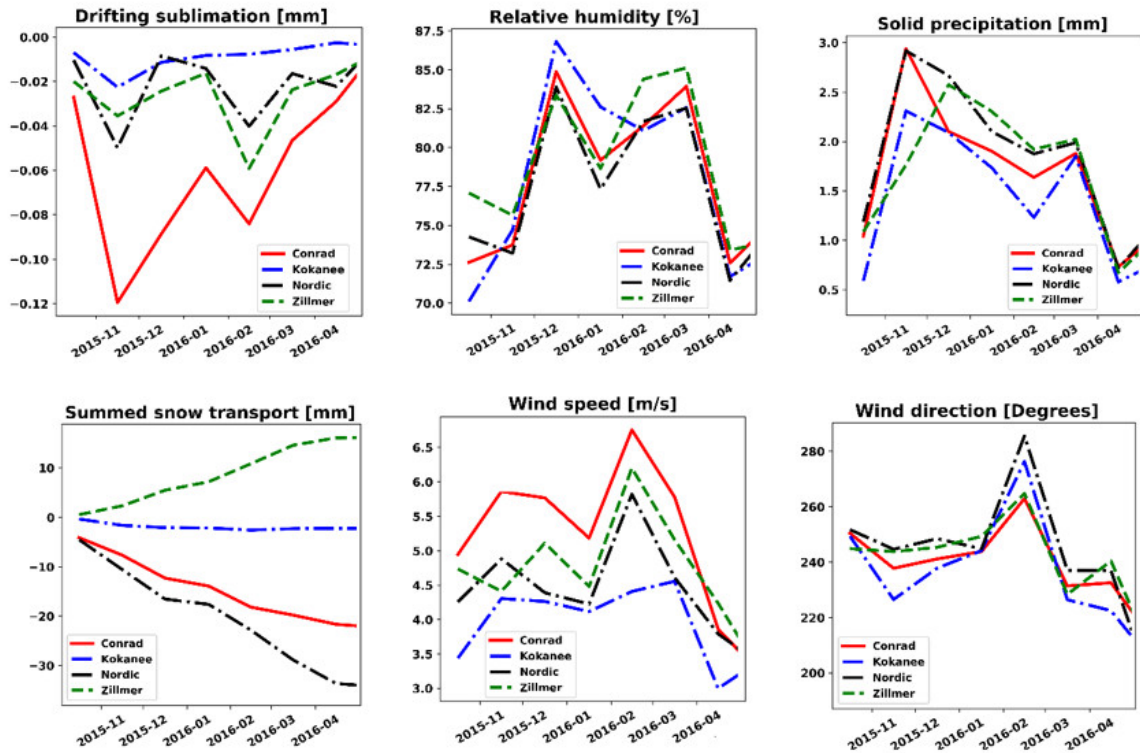 Drifting sublimation [mm]
0.00
−0.02
−0.04
−0.06
−0.08
−0.10
−0.12
Conrad
Kokanee
Nordic
Zillmer
2015-11
2015-12
2016-01
2016-02
2016-03
2016-04
Relative humidity [%]
87.5
85.0
82.5
80.0
77.5
75.0
72.5
70.0
Conrad
Kokanee
Nordic
Zillmer
2015-11
2015-12
2016-01
2016-02
2016-03
2016-04
Solid precipitation [mm]
3.0
2.5
2.0
1.5
1.0
0.5
Conrad
Kokanee
Nordic
Zillmer
2015-11
2015-12
2016-01
2016-02
2016-03
2016-04
Summed snow transport [mm]
10
0
−10
−20
−30
Conrad
Kokanee
Nordic
Zillmer
2015-11
2015-12
2016-01
2016-02
2016-03
2016-04
Wind speed [m/s]
6.5
6.0
5.5
5.0
4.5
4.0
3.5
3.0
Conrad
Kokanee
Nordic
Zillmer
2015-11
2015-12
2016-01
2016-02
2016-03
2016-04
Wind direction [Degrees]
280
260
240
220
200
Conrad
Kokanee
Nordic
Zillmer
2015-11
2015-12
2016-01
2016-02
2016-03
2016-04